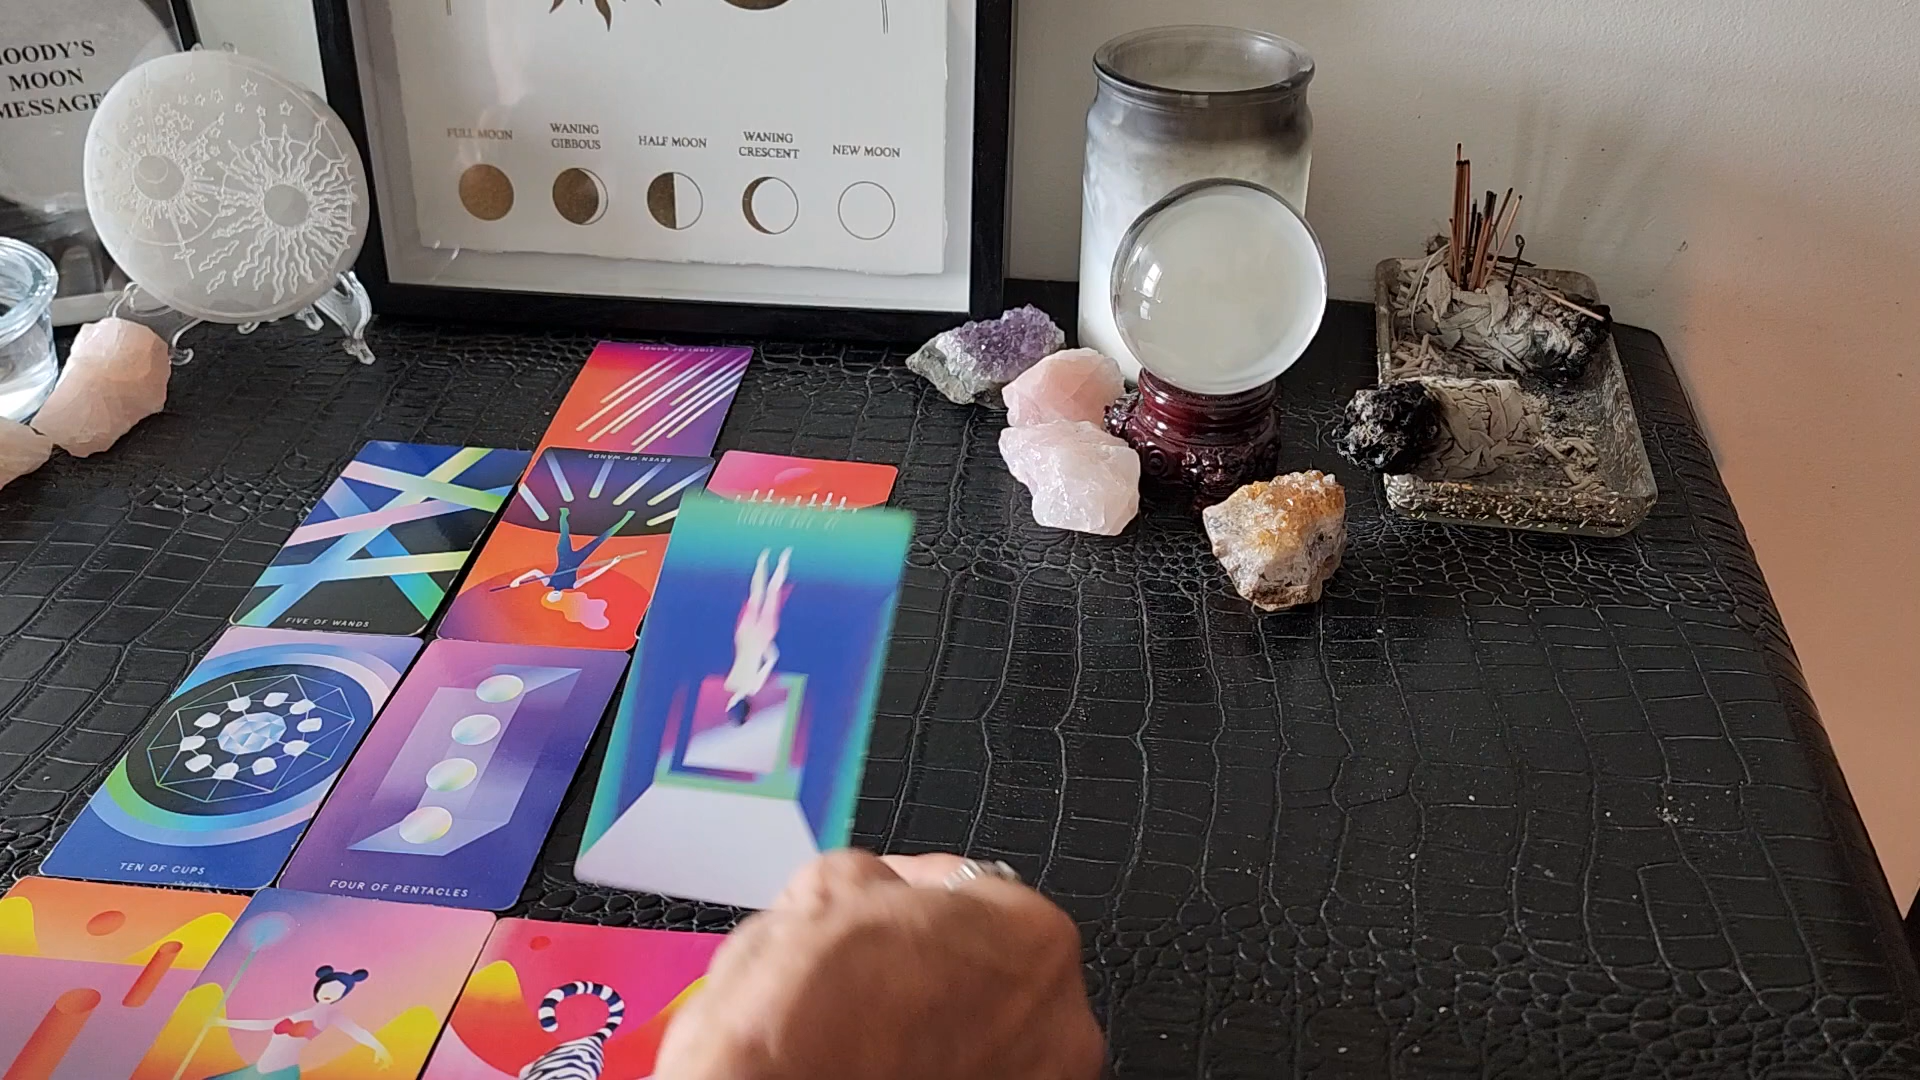 OODY'S
MOON
MESSAGE
FULL MOON
WANING
GIBBOUS
HALF MOON
WANING
CRESCENT
NEW MOON
EIGHT OF WANDS
SEVEN OF WANDS
FIVE OF WANDS
TEN OF CUPS
FOUR OF PENTACLES